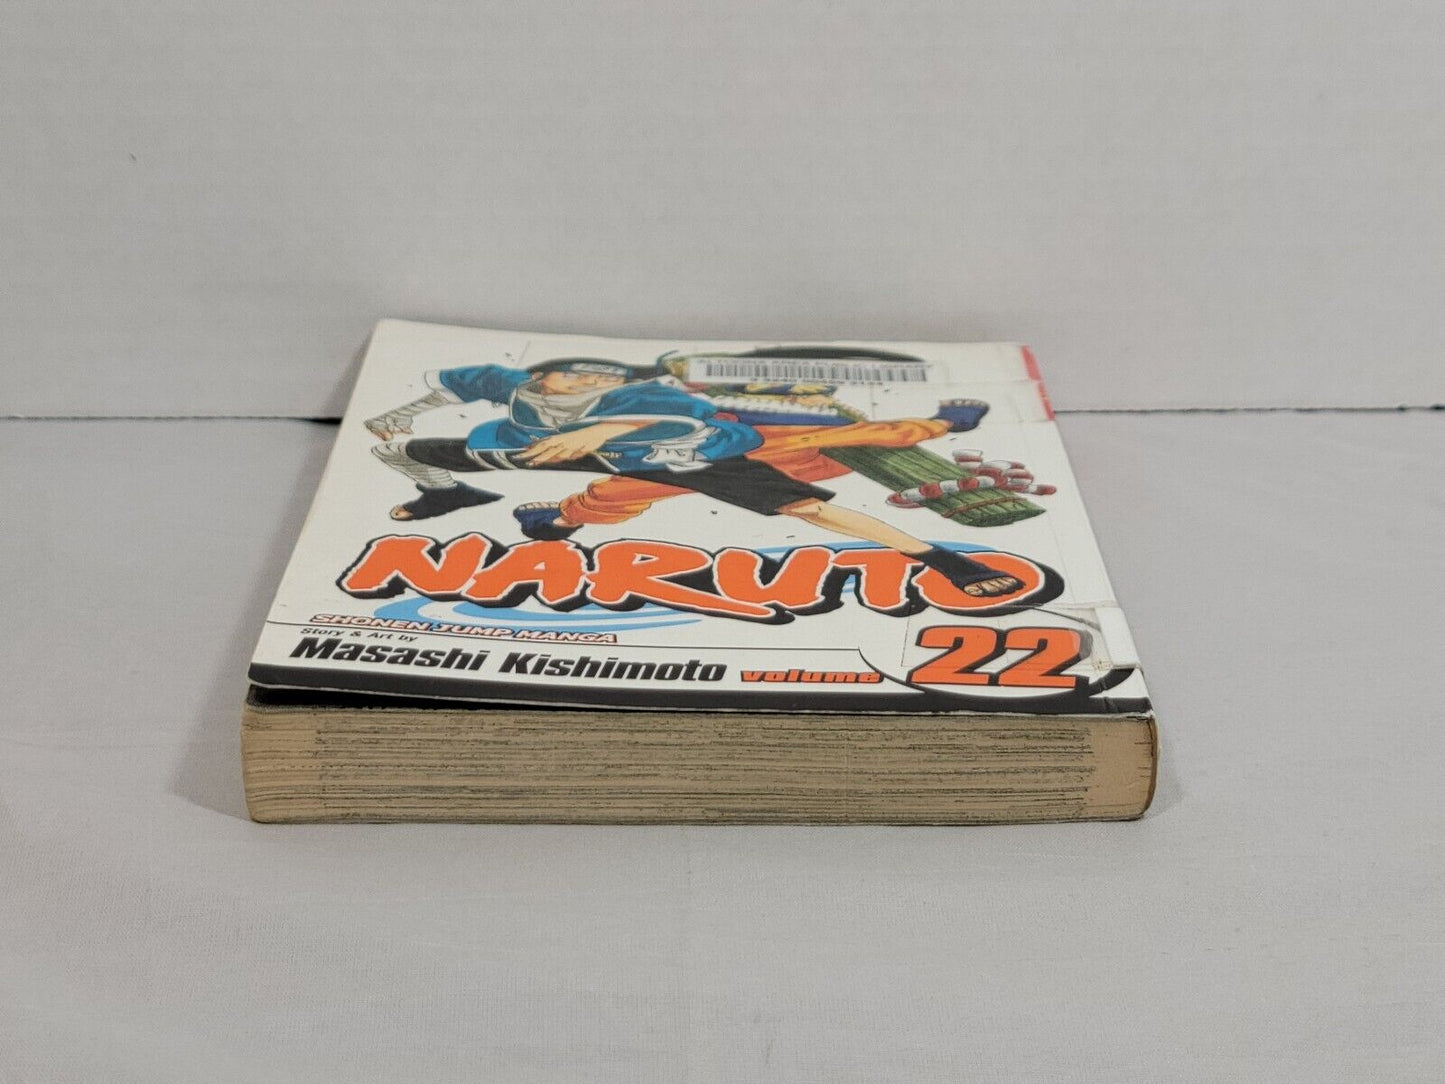 NARUTO
SHONEN JUMP MANGA
Story & Art by
Masashi Kishimoto
volume 22